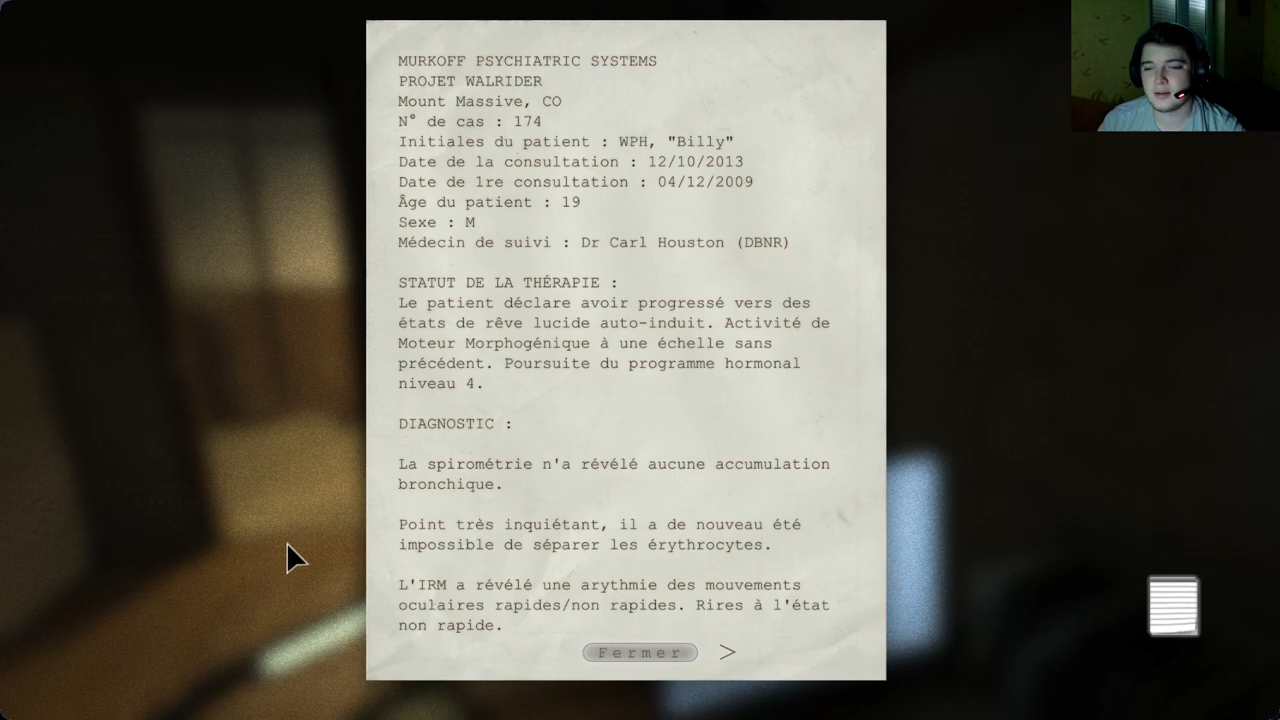 MURKOFF PSYCHIATRIC SYSTEMS
PROJET WALRIDER
Mount Massive, CO
N° de cas : 174
Initiales du patient : WPH, "Billy"
Date de la consultation : 12/10/2013
Date de 1re consultation : 04/12/2009
Âge du patient : 19
Sexe : M
Médecin de suivi : Dr Carl Houston (DBNR)
STATUT DE LA THÉRAPIE :
Le patient déclare avoir progressé vers des
états de rêve lucide auto-induit. Activité de
Moteur Morphogénique à une échelle sans
précédent. Poursuite du programme hormonal
niveau 4.
DIAGNOSTIC :
La spirométrie n'a révélé aucune accumulation
bronchique.
Point très inquiétant, il a de nouveau été
impossible de séparer les érythrocytes.
L'IRM a révélé une arythmie des mouvements
oculaires rapides/non rapides. Rires à l'état
non rapide.
Fermer >